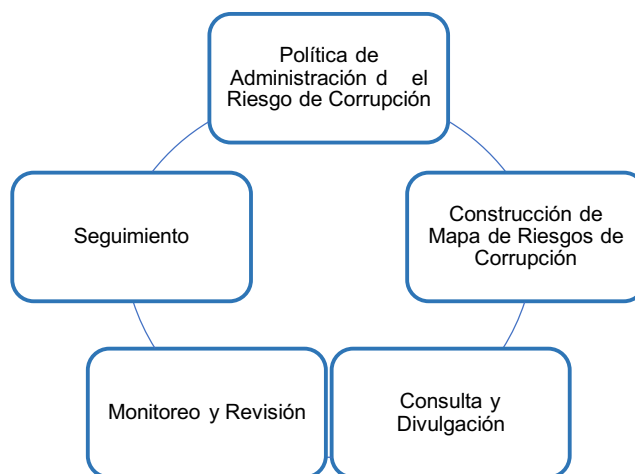 Política de
Administración d el
Riesgo de Corrupción
Construcción de
Mapa de Riesgos de
Corrupción
Consulta y
Divulgación
Monitoreo y Revisión
Seguimiento